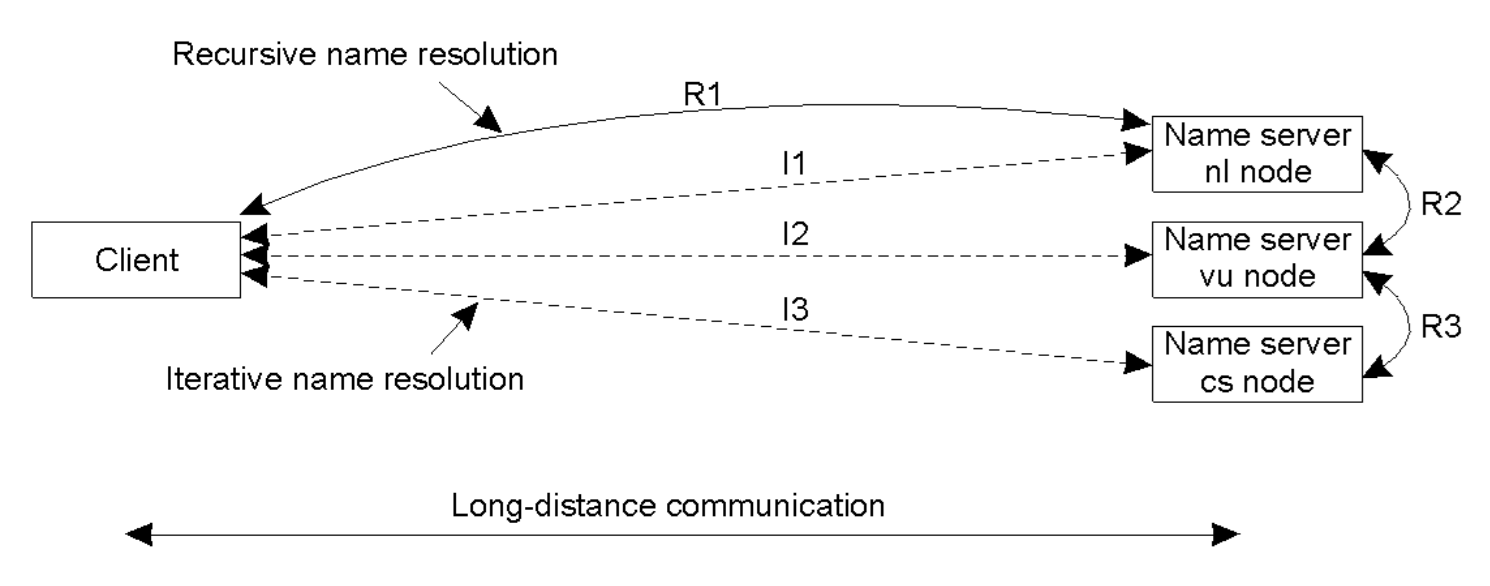 Recursive name resolution
R1
Name server
nl node
I1
R2
Client
I2
Name server
vu node
I3
R3
Name server
cs node
Iterative name resolution
Long-distance communication